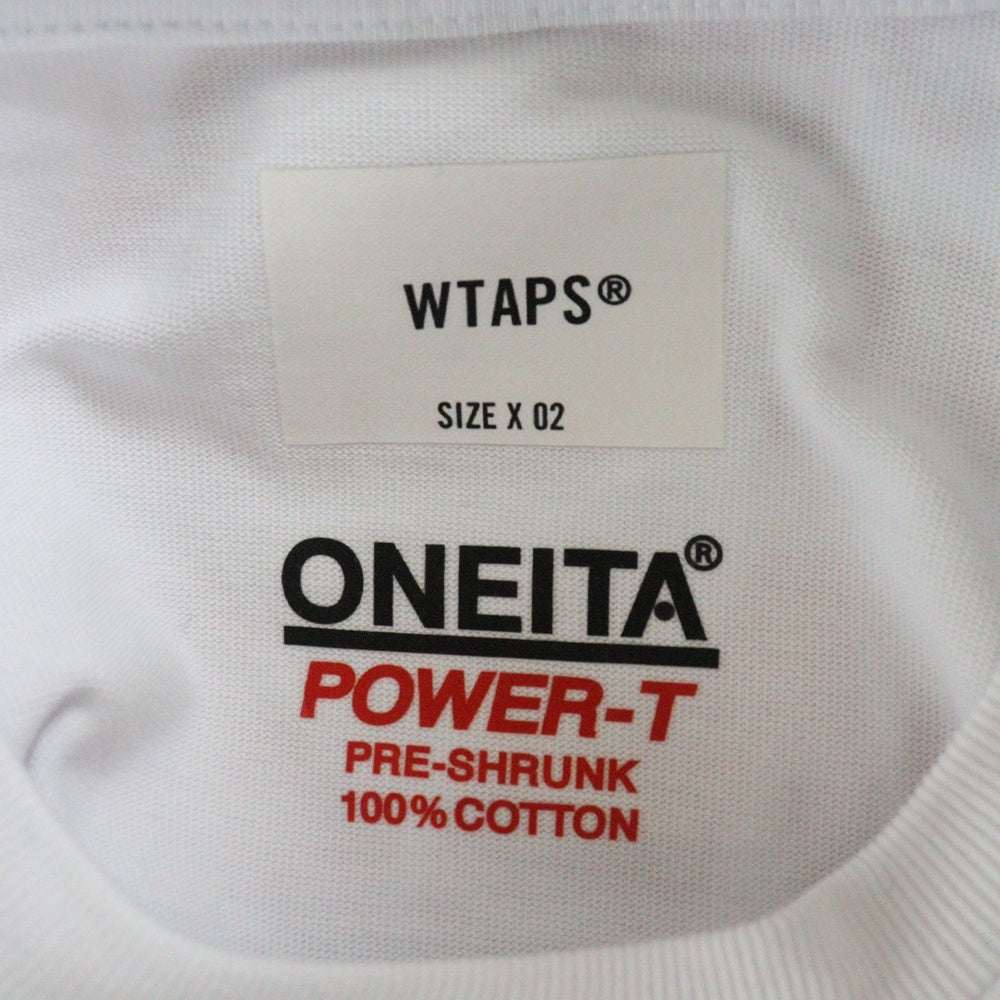 WTAPS®
SIZE X 02
ONEITA®
POWER-T
PRE-SHRUNK
100% COTTON